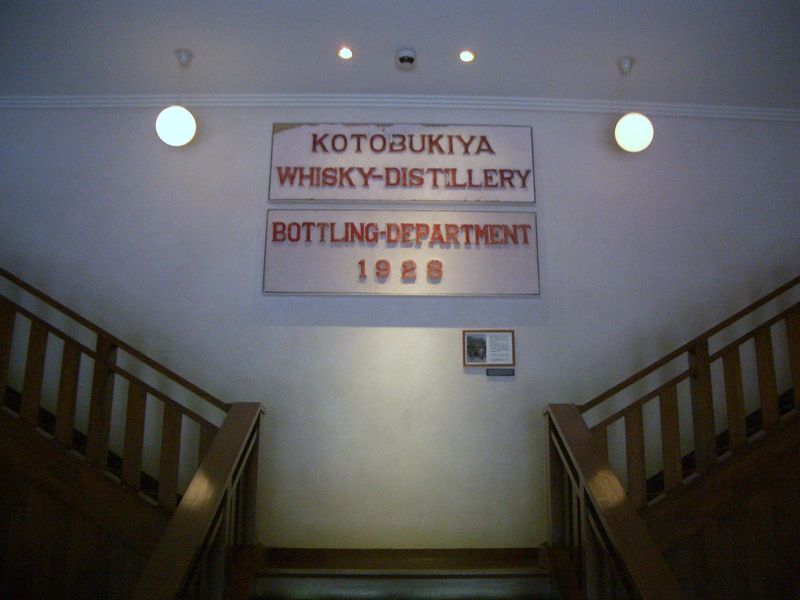 KOTOBUKIYA
WHISKY-DISTILLERY
BOTTLING-DEPARTMENT
1928